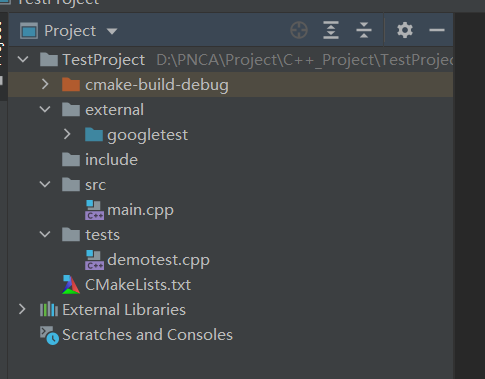 TestProject
Project
TestProject D:\PNCA\Project\C++_Project\TestProjec
cmake-build-debug
external
googletest
include
src
C++ main.cpp
tests
C++ demotest.cpp
CMakeLists.txt
External Libraries
Scratches and Consoles